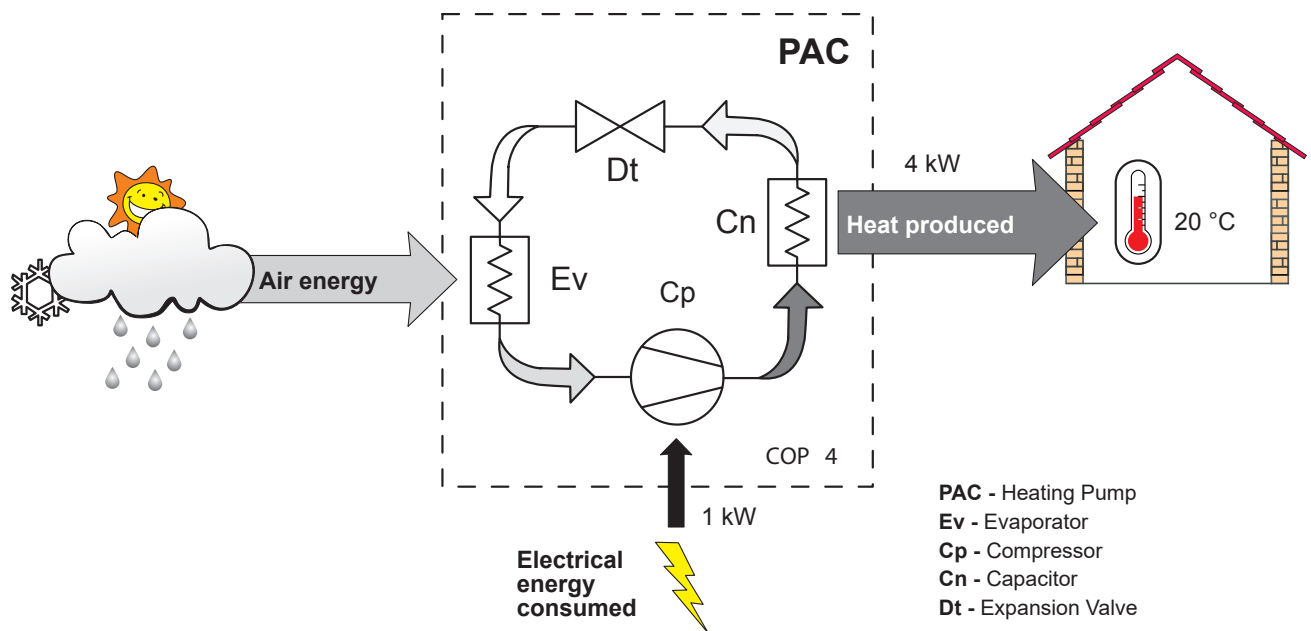 PAC
Dt
4 kW
Cn
Heat produced
20 °C
Air energy
Ev
Cp
COP 4
1 kW
Electrical
energy
consumed
PAC - Heating Pump
Ev - Evaporator
Cp - Compressor
Cn - Capacitor
Dt - Expansion Valve